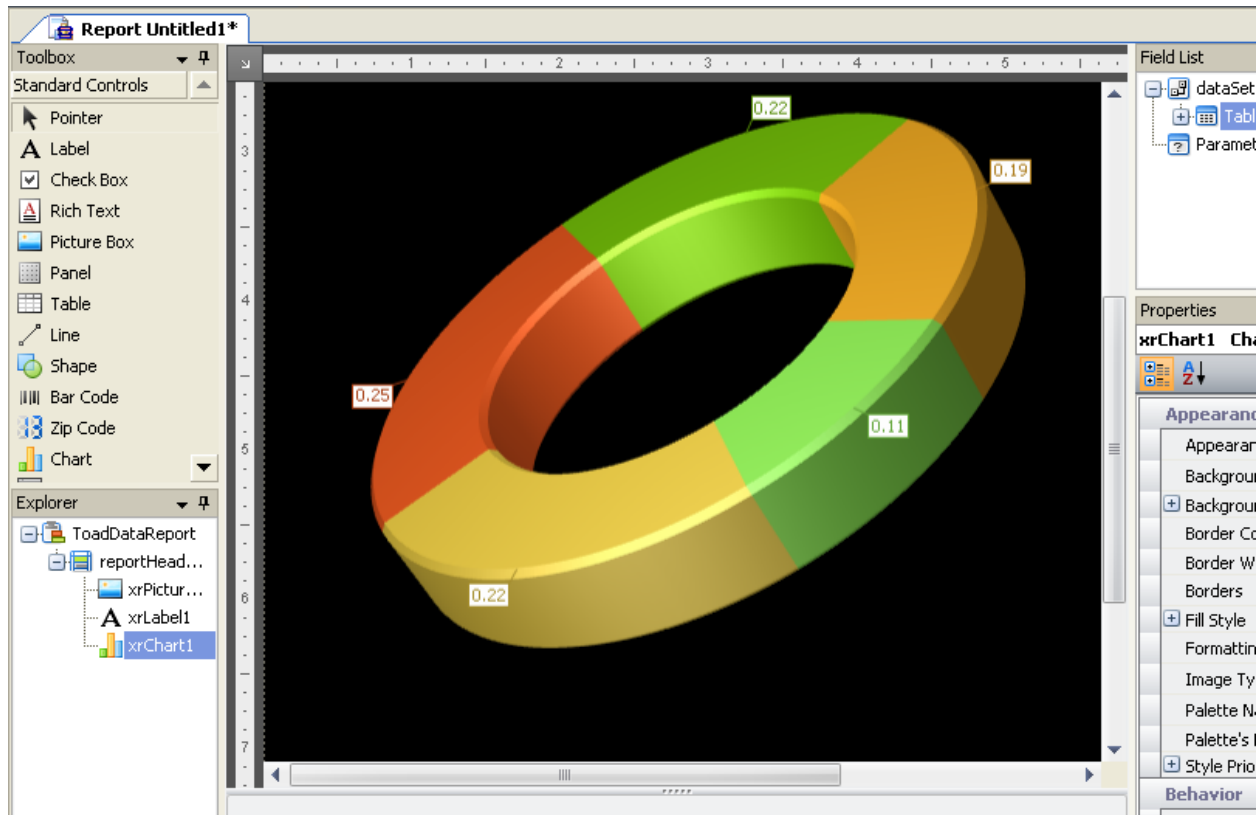 Report Untitled1*
Toolbox
Standard Controls
Pointer
Label
Check Box
Rich Text
Picture Box
Panel
Table
Line
Shape
Bar Code
Zip Code
Chart
Explorer
ToadDataReport
reportHead...
xrPictur...
xrLabel1
xrChart1
1 2 3 4 5
3
4
5
6
7
0.22
0.19
0.25
0.11
0.22
Field List
dataSet
Tabl
Paramet
Properties
xrChart1 Cha
Appearanc
Appearan
Backgroun
Backgroun
Border Co
Border W
Borders
Fill Style
Formattin
Image Ty
Palette Na
Palette's
Style Prio
Behavior